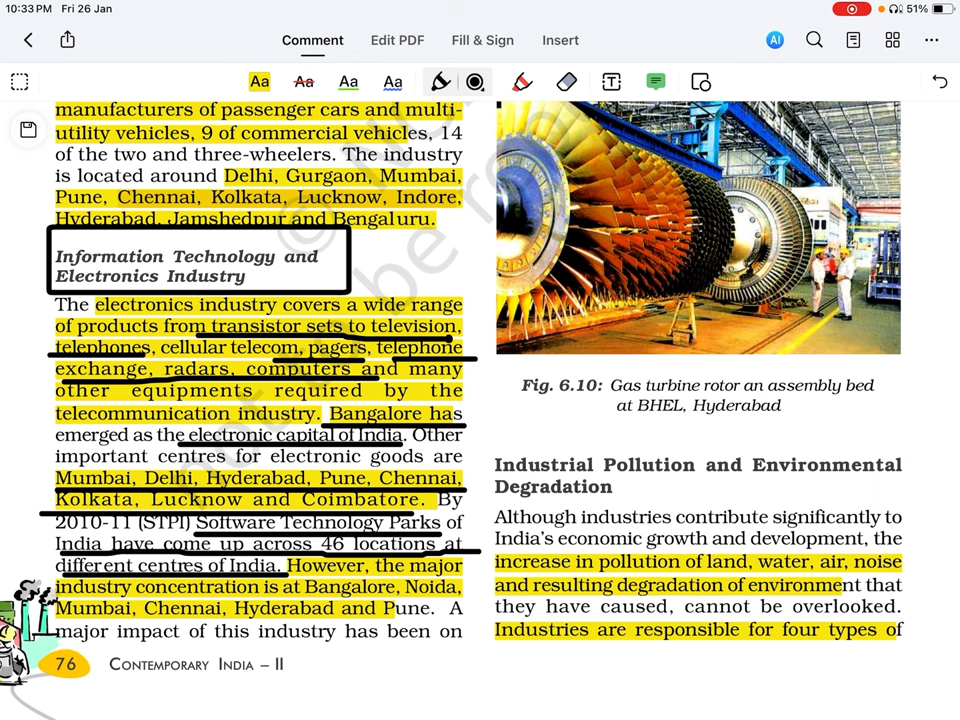 10:33 PM Fri 26 Jan
51%
Comment Edit PDF Fill & Sign Insert
AI
Aa Aa Aa Aa
T
manufacturers of passenger cars and multi-
utility vehicles, 9 of commercial vehicles, 14
of the two and three-wheelers. The industry
is located around Delhi, Gurgaon, Mumbai,
Pune, Chennai, Kolkata, Lucknow, Indore,
Hyderabad, Jamshedpur and Bengaluru.
Information Technology and
Electronics Industry
The electronics industry covers a wide range
of products from transistor sets to television,
telephones, cellular telecom, pagers, telephone
exchange, radars, computers and many
other equipments required by the
telecommunication industry. Bangalore has
emerged as the electronic capital of India. Other
important centres for electronic goods are
Mumbai, Delhi, Hyderabad, Pune, Chennai,
Kolkata, Lucknow and Coimbatore. By
2010-11 (STPI) Software Technology Parks of
India have come up across 46 locations at
different centres of India. However, the major
industry concentration is at Bangalore, Noida,
Mumbai, Chennai, Hyderabad and Pune. A
major impact of this industry has been on
76 CONTEMPORARY INDIA – II
Fig. 6.10: Gas turbine rotor an assembly bed
at BHEL, Hyderabad
Industrial Pollution and Environmental
Degradation
Although industries contribute significantly to
India's economic growth and development, the
increase in pollution of land, water, air, noise
and resulting degradation of environment that
they have caused, cannot be overlooked.
Industries are responsible for four types of
not to be re